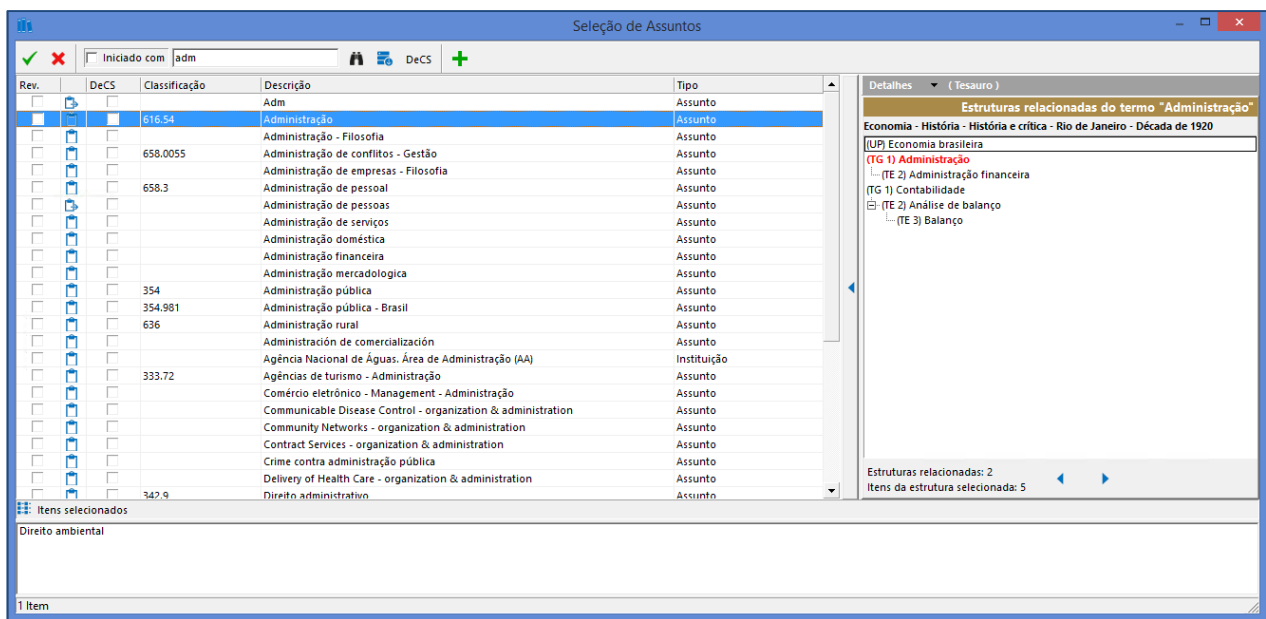 Seleção de Assuntos
Iniciado com adm DeCS
Rev. DeCS Classificação Descrição Tipo
Adm Assunto
616.54 Administração Assunto
Administração - Filosofia Assunto
658.0055 Administração de conflitos - Gestão Assunto
Administração de empresas - Filosofia Assunto
658.3 Administração de pessoal Assunto
Administração de pessoas Assunto
Administração de serviços Assunto
Administração doméstica Assunto
Administração financeira Assunto
Administração mercadologica Assunto
354 Administração pública Assunto
354.981 Administração pública - Brasil Assunto
636 Administração rural Assunto
Administración de comercialización Assunto
Agência Nacional de Águas. Área de Administração (AA) Instituição
333.72 Agências de turismo - Administração Assunto
Comércio eletrônico - Management - Administração Assunto
Communicable Disease Control - organization & administration Assunto
Community Networks - organization & administration Assunto
Contract Services - organization & administration Assunto
Crime contra administração pública Assunto
Delivery of Health Care - organization & administration Assunto
342.9 Direito administrativo Assunto
Detalhes ( Tesauro )
Estruturas relacionadas do termo "Administração"
Economia - História - História e crítica - Rio de Janeiro - Década de 1920
(UP) Economia brasileira
(TG 1) Administração
(TE 2) Administração financeira
(TG 1) Contabilidade
(TE 2) Análise de balanço
(TE 3) Balanço
Estruturas relacionadas: 2
Itens da estrutura selecionada: 5
Itens selecionados
Direito ambiental
1 Item